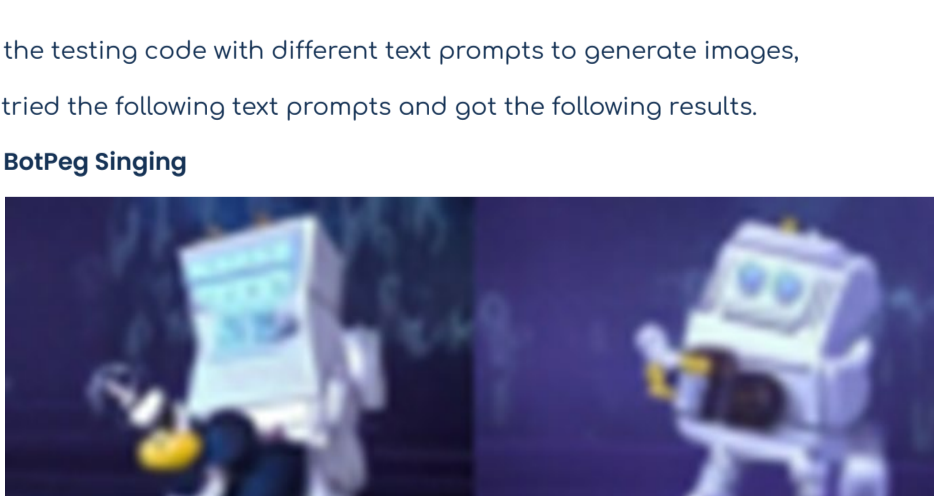 the testing code with different text prompts to generate images,
tried the following text prompts and got the following results.
BotPeg Singing